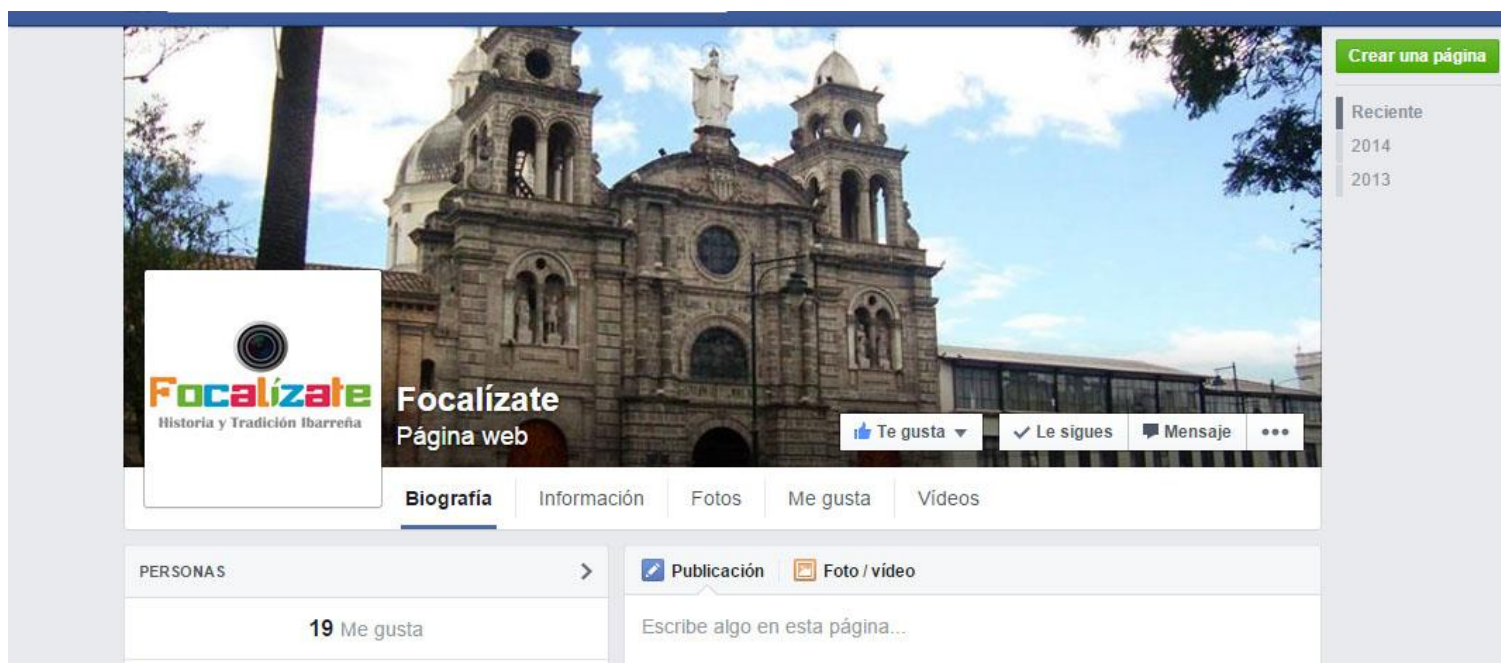 Crear una página
Reciente
2014
2013
Focalízate
Historia y Tradición Ibarreña
Focalízate
Página web
Te gusta
Le sigues
Mensaje
Biografía
Información
Fotos
Me gusta
Vídeos
PERSONAS
19 Me gusta
Publicación
Foto / vídeo
Escribe algo en esta página...